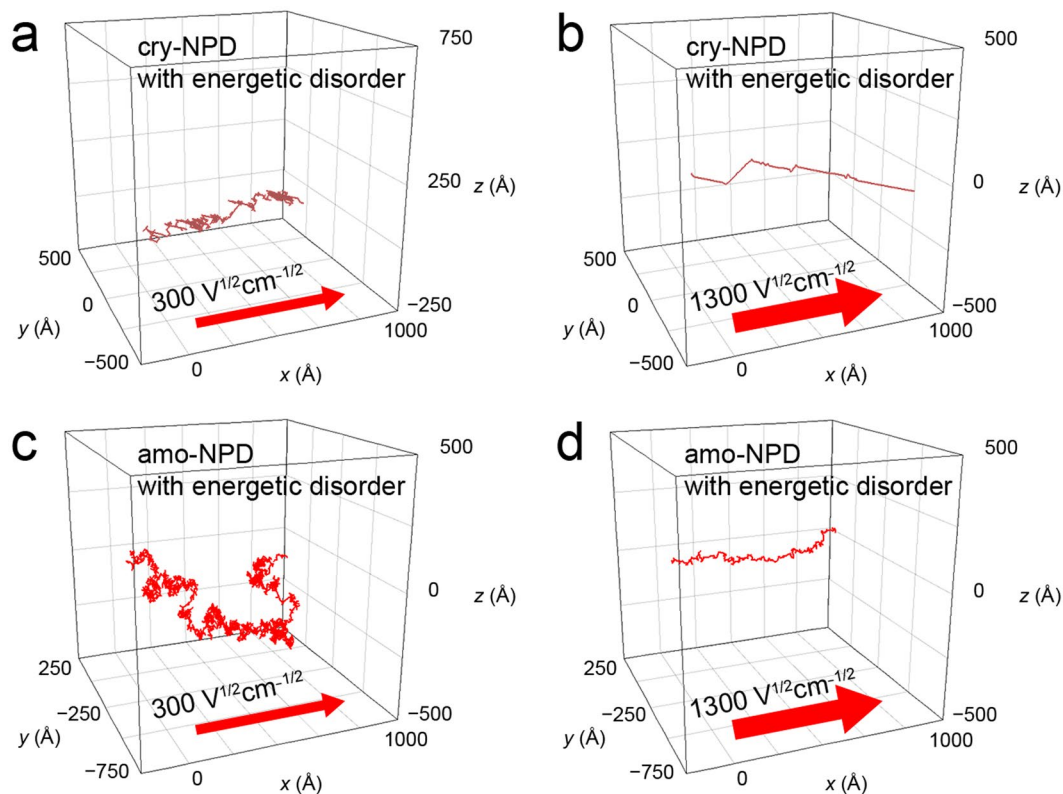 a
cry-NPD
with energetic disorder
750
250
z (Å)
−250
500
0
y (Å)
−500
300 V1/2cm−1/2
0
x (Å)
1000
b
cry-NPD
with energetic disorder
500
0
z (Å)
−500
500
0
y (Å)
−500
1300 V1/2cm−1/2
0
x (Å)
1000
c
amo-NPD
with energetic disorder
500
0
z (Å)
−500
250
−250
y (Å)
−750
300 V1/2cm−1/2
0
x (Å)
1000
d
amo-NPD
with energetic disorder
500
0
z (Å)
−500
250
−250
y (Å)
−750
1300 V1/2cm−1/2
0
x (Å)
1000